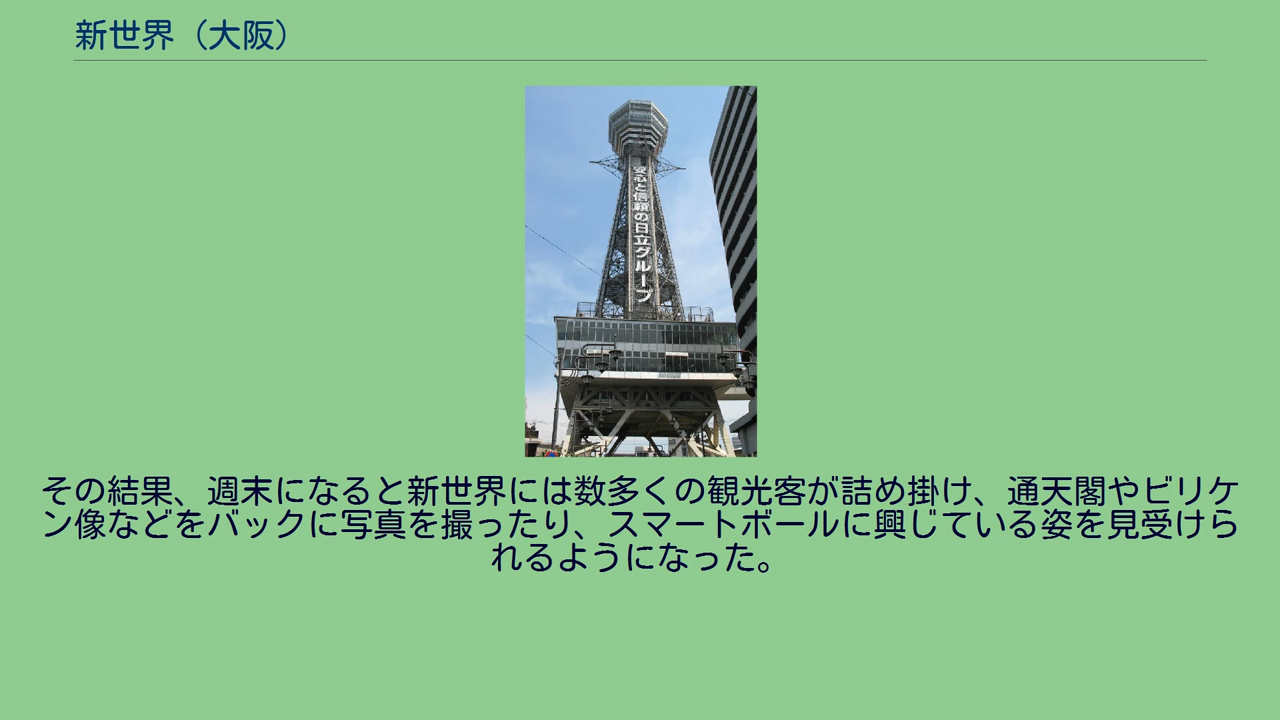 新世界（大阪）
安心と信頼の日立グループ
その結果、週末になると新世界には数多くの観光客が詰め掛け、通天閣やビリケ
ン像などをバックに写真を撮ったり、スマートボールに興じている姿を見受けら
れるようになった。